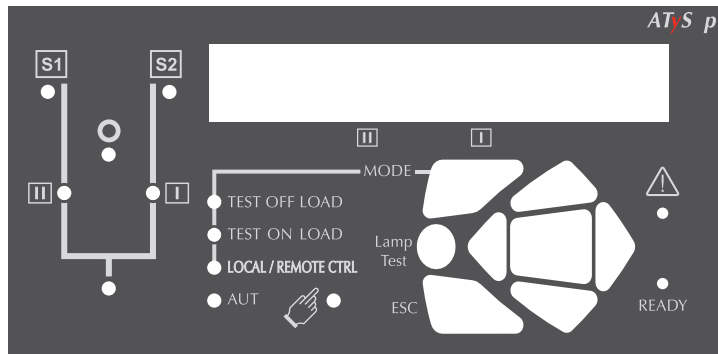 ATyS p
S1 S2
II I
MODE
II I
TEST OFF LOAD
TEST ON LOAD
Lamp
Test
LOCAL / REMOTE CTRL
AUT
ESC
READY